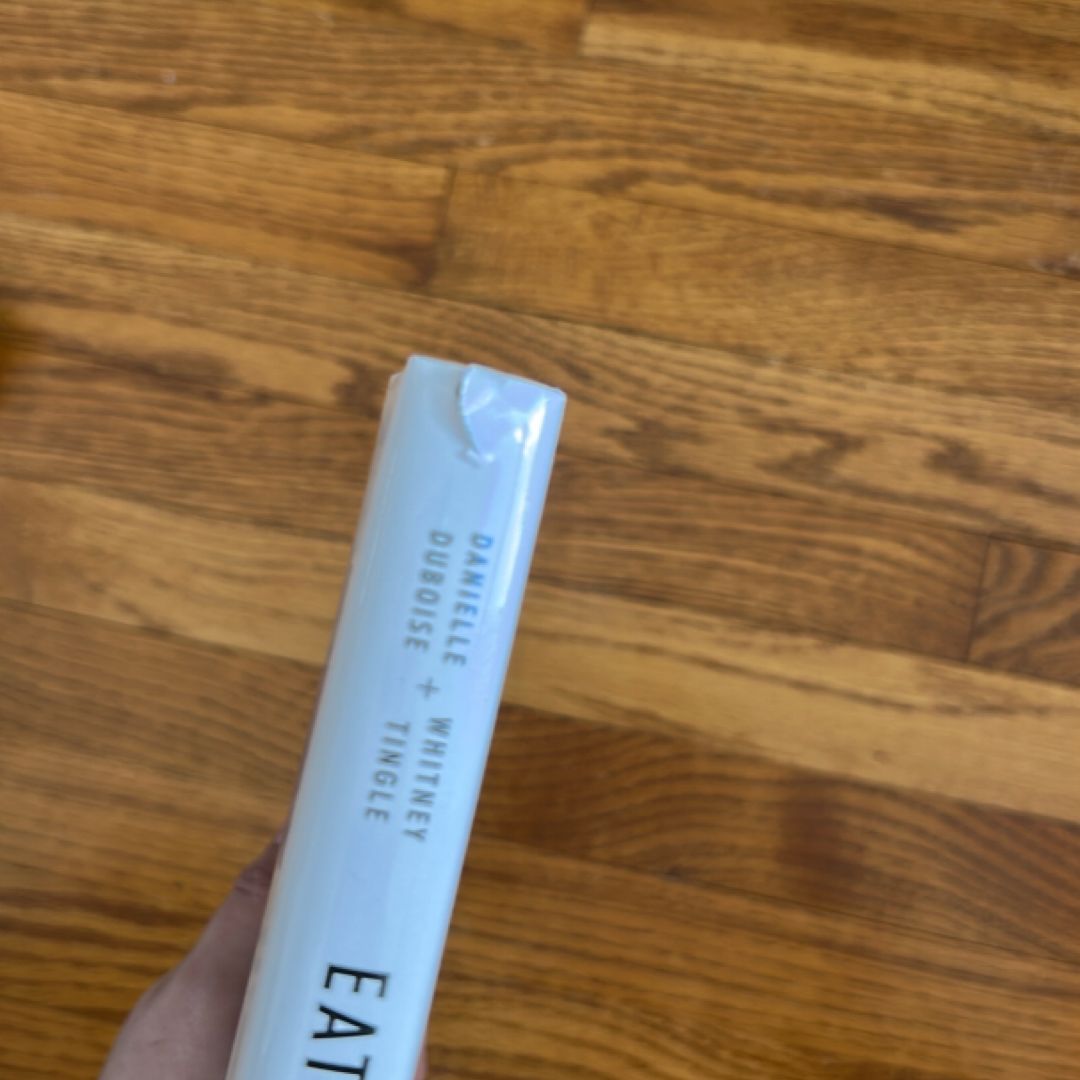 DANIELLE
DUBOISE + WHITNEY
TINGLE
EAT